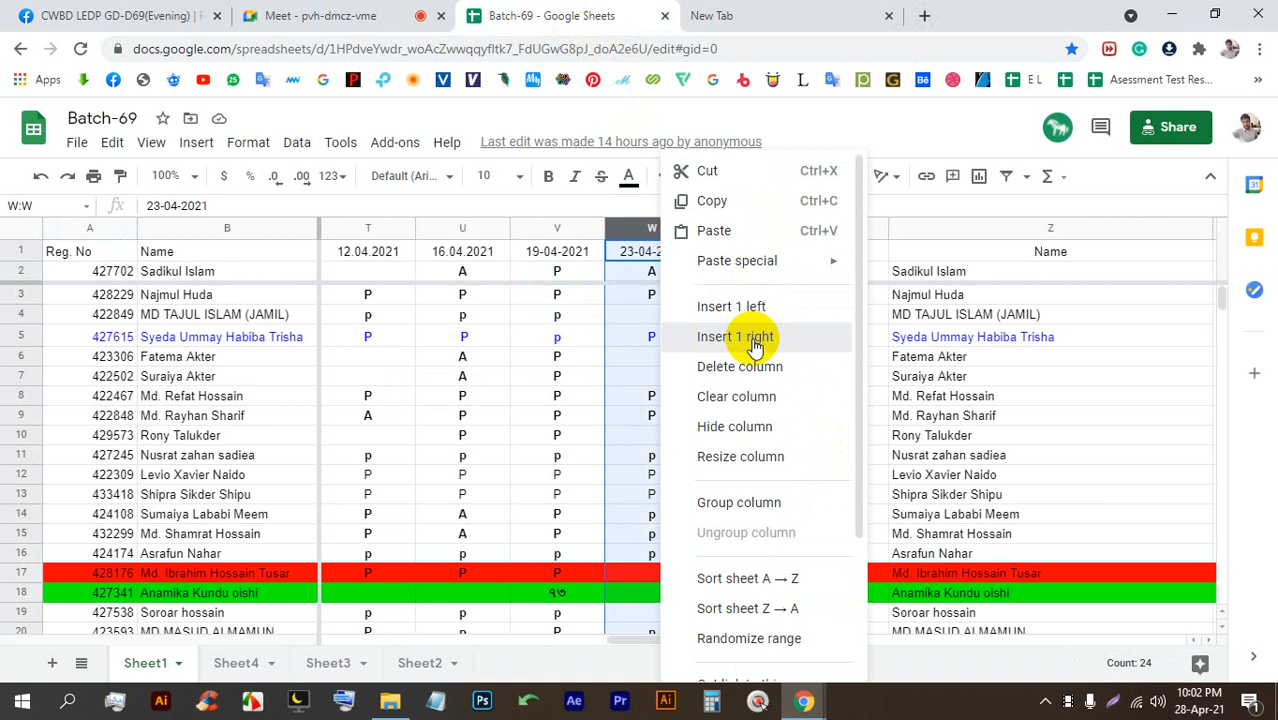 CWBD LEDP GD-D69(Evening) | F
Meet - pvh-dmcz-vme
Batch-69 - Google Sheets
New Tab
docs.google.com/spreadsheets/d/1HPdveYwdr_woAcZwwqqyfItk7_FdUGwG8pJ_doA2e6U/edit#gid=0
Apps
E L
Asessment Test Res...
Batch-69
Share
File Edit View Insert Format Data Tools Add-ons Help Last edit was made 14 hours ago by anonymous
100% $ % .0 .00 123 Default (Ari... 10 B I S A
W:W fx 23-04-2021
A B T U V W Z
1 Reg. No Name 12.04.2021 16.04.2021 19-04-2021 23-04-2 Name
2 427702 Sadikul Islam A P A Sadikul Islam
3 428229 Najmul Huda P P P P Najmul Huda
4 422849 MD TAJUL ISLAM (JAMIL) p p p MD TAJUL ISLAM (JAMIL)
5 427615 Syeda Ummay Habiba Trisha P P p P Syeda Ummay Habiba Trisha
6 423306 Fatema Akter A P Fatema Akter
7 422502 Suraiya Akter A P Suraiya Akter
8 422467 Md. Refat Hossain P P P P Md. Refat Hossain
9 422848 Md. Rayhan Sharif A P P P Md. Rayhan Sharif
10 429573 Rony Talukder P P Rony Talukder
11 427245 Nusrat zahan sadiea p p p p Nusrat zahan sadiea
12 422309 Levio Xavier Naido P P P P Levio Xavier Naido
13 433418 Shipra Sikder Shipu P P P P Shipra Sikder Shipu
14 424108 Sumaiya Lababi Meem P A P p Sumaiya Lababi Meem
15 432299 Md. Shamrat Hossain P A P p Md. Shamrat Hossain
16 424174 Asrafun Nahar p p p p Asrafun Nahar
17 428176 Md. Ibrahim Hossain Tusar P P P Md. Ibrahim Hossain Tusar
18 427341 Anamika Kundu oishi ৭৩ Anamika Kundu oishi
19 427538 Soroar hossain p p p p Soroar hossain
20 423593 MD MASUD ALMAMUN p p p p MD MASUD ALMAMUN
Cut Ctrl+X
Copy Ctrl+C
Paste Ctrl+V
Paste special
Insert 1 left
Insert 1 right
Delete column
Clear column
Hide column
Resize column
Group column
Ungroup column
Sort sheet A → Z
Sort sheet Z → A
Randomize range
Sheet1 Sheet4 Sheet3 Sheet2 Count: 24
10:02 PM
28-Apr-21